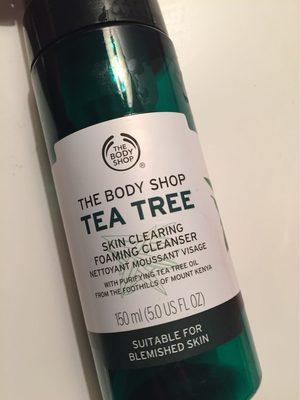 THE
BODY
SHOP
®
THE BODY SHOP
TEA TREE
SKIN CLEARING
FOAMING CLEANSER
NETTOYANT MOUSSANT VISAGE
WITH PURIFYING TEA TREE OIL
FROM THE FOOTHILLS OF MOUNT KENYA
150 ml (5.0 US FL OZ)
SUITABLE FOR
BLEMISHED SKIN